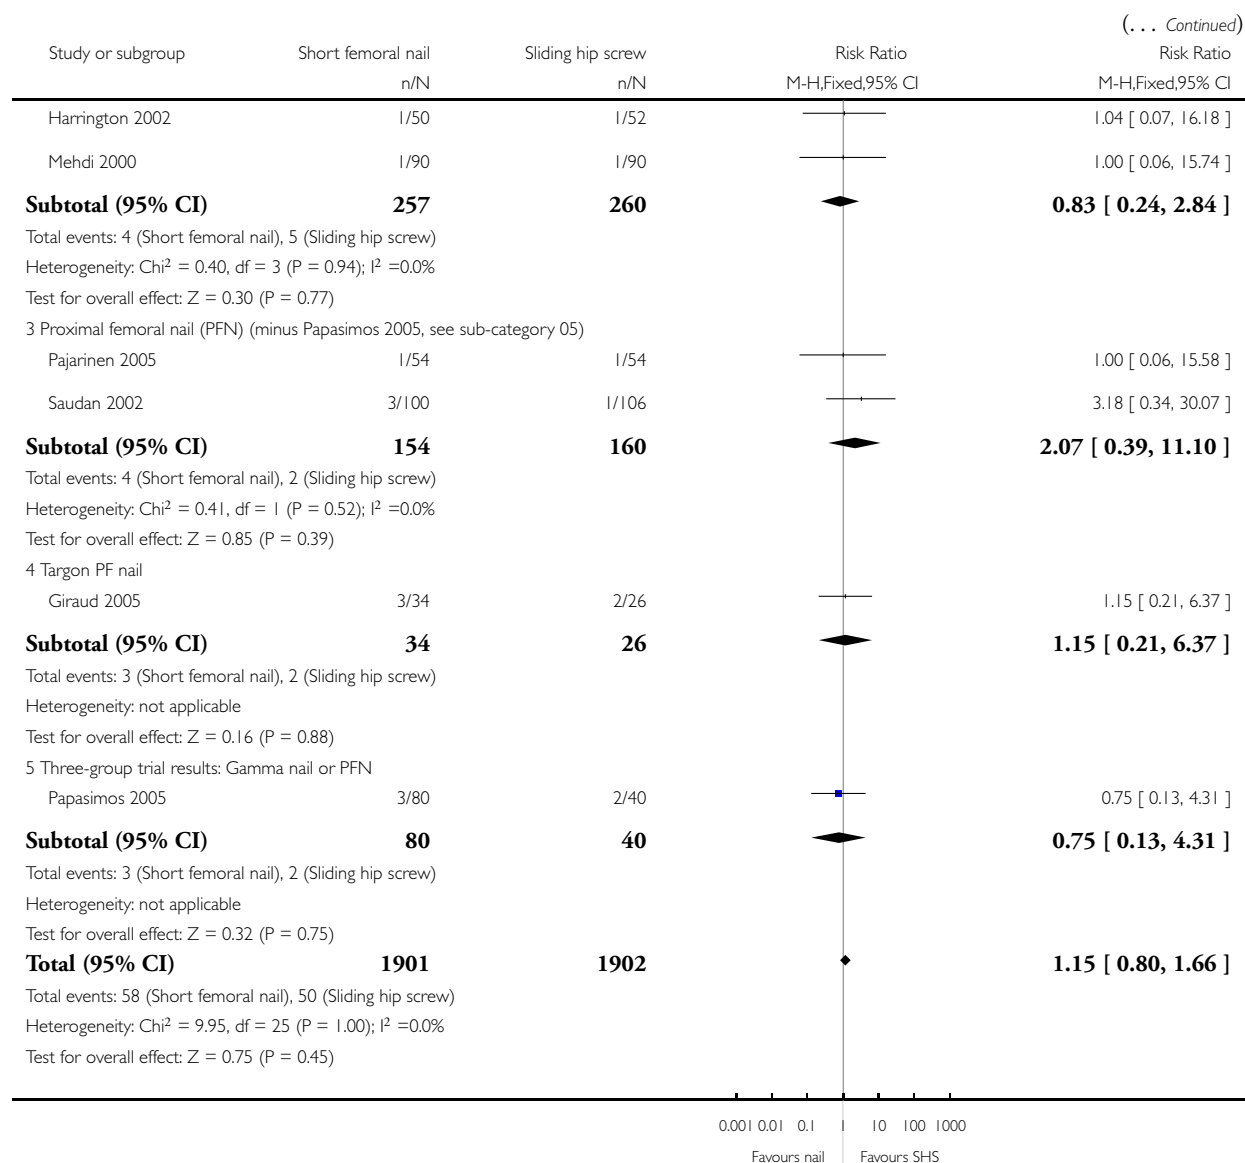 (... Continued)
Study or subgroup Short femoral nail Sliding hip screw Risk Ratio Risk Ratio
n/N n/N M-H,Fixed,95% CI M-H,Fixed,95% CI
Harrington 2002 1/50 1/52 1.04 [ 0.07, 16.18 ]
Mehdi 2000 1/90 1/90 1.00 [ 0.06, 15.74 ]
Subtotal (95% CI) 257 260 0.83 [ 0.24, 2.84 ]
Total events: 4 (Short femoral nail), 5 (Sliding hip screw)
Heterogeneity: Chi² = 0.40, df = 3 (P = 0.94); I² =0.0%
Test for overall effect: Z = 0.30 (P = 0.77)
3 Proximal femoral nail (PFN) (minus Papasimos 2005, see sub-category 05)
Pajarinen 2005 1/54 1/54 1.00 [ 0.06, 15.58 ]
Saudan 2002 3/100 1/106 3.18 [ 0.34, 30.07 ]
Subtotal (95% CI) 154 160 2.07 [ 0.39, 11.10 ]
Total events: 4 (Short femoral nail), 2 (Sliding hip screw)
Heterogeneity: Chi² = 0.41, df = 1 (P = 0.52); I² =0.0%
Test for overall effect: Z = 0.85 (P = 0.39)
4 Targon PF nail
Giraud 2005 3/34 2/26 1.15 [ 0.21, 6.37 ]
Subtotal (95% CI) 34 26 1.15 [ 0.21, 6.37 ]
Total events: 3 (Short femoral nail), 2 (Sliding hip screw)
Heterogeneity: not applicable
Test for overall effect: Z = 0.16 (P = 0.88)
5 Three-group trial results: Gamma nail or PFN
Papasimos 2005 3/80 2/40 0.75 [ 0.13, 4.31 ]
Subtotal (95% CI) 80 40 0.75 [ 0.13, 4.31 ]
Total events: 3 (Short femoral nail), 2 (Sliding hip screw)
Heterogeneity: not applicable
Test for overall effect: Z = 0.32 (P = 0.75)
Total (95% CI) 1901 1902 1.15 [ 0.80, 1.66 ]
Total events: 58 (Short femoral nail), 50 (Sliding hip screw)
Heterogeneity: Chi² = 9.95, df = 25 (P = 1.00); I² =0.0%
Test for overall effect: Z = 0.75 (P = 0.45)
0.001 0.01 0.1 1 10 100 1000
Favours nail Favours SHS